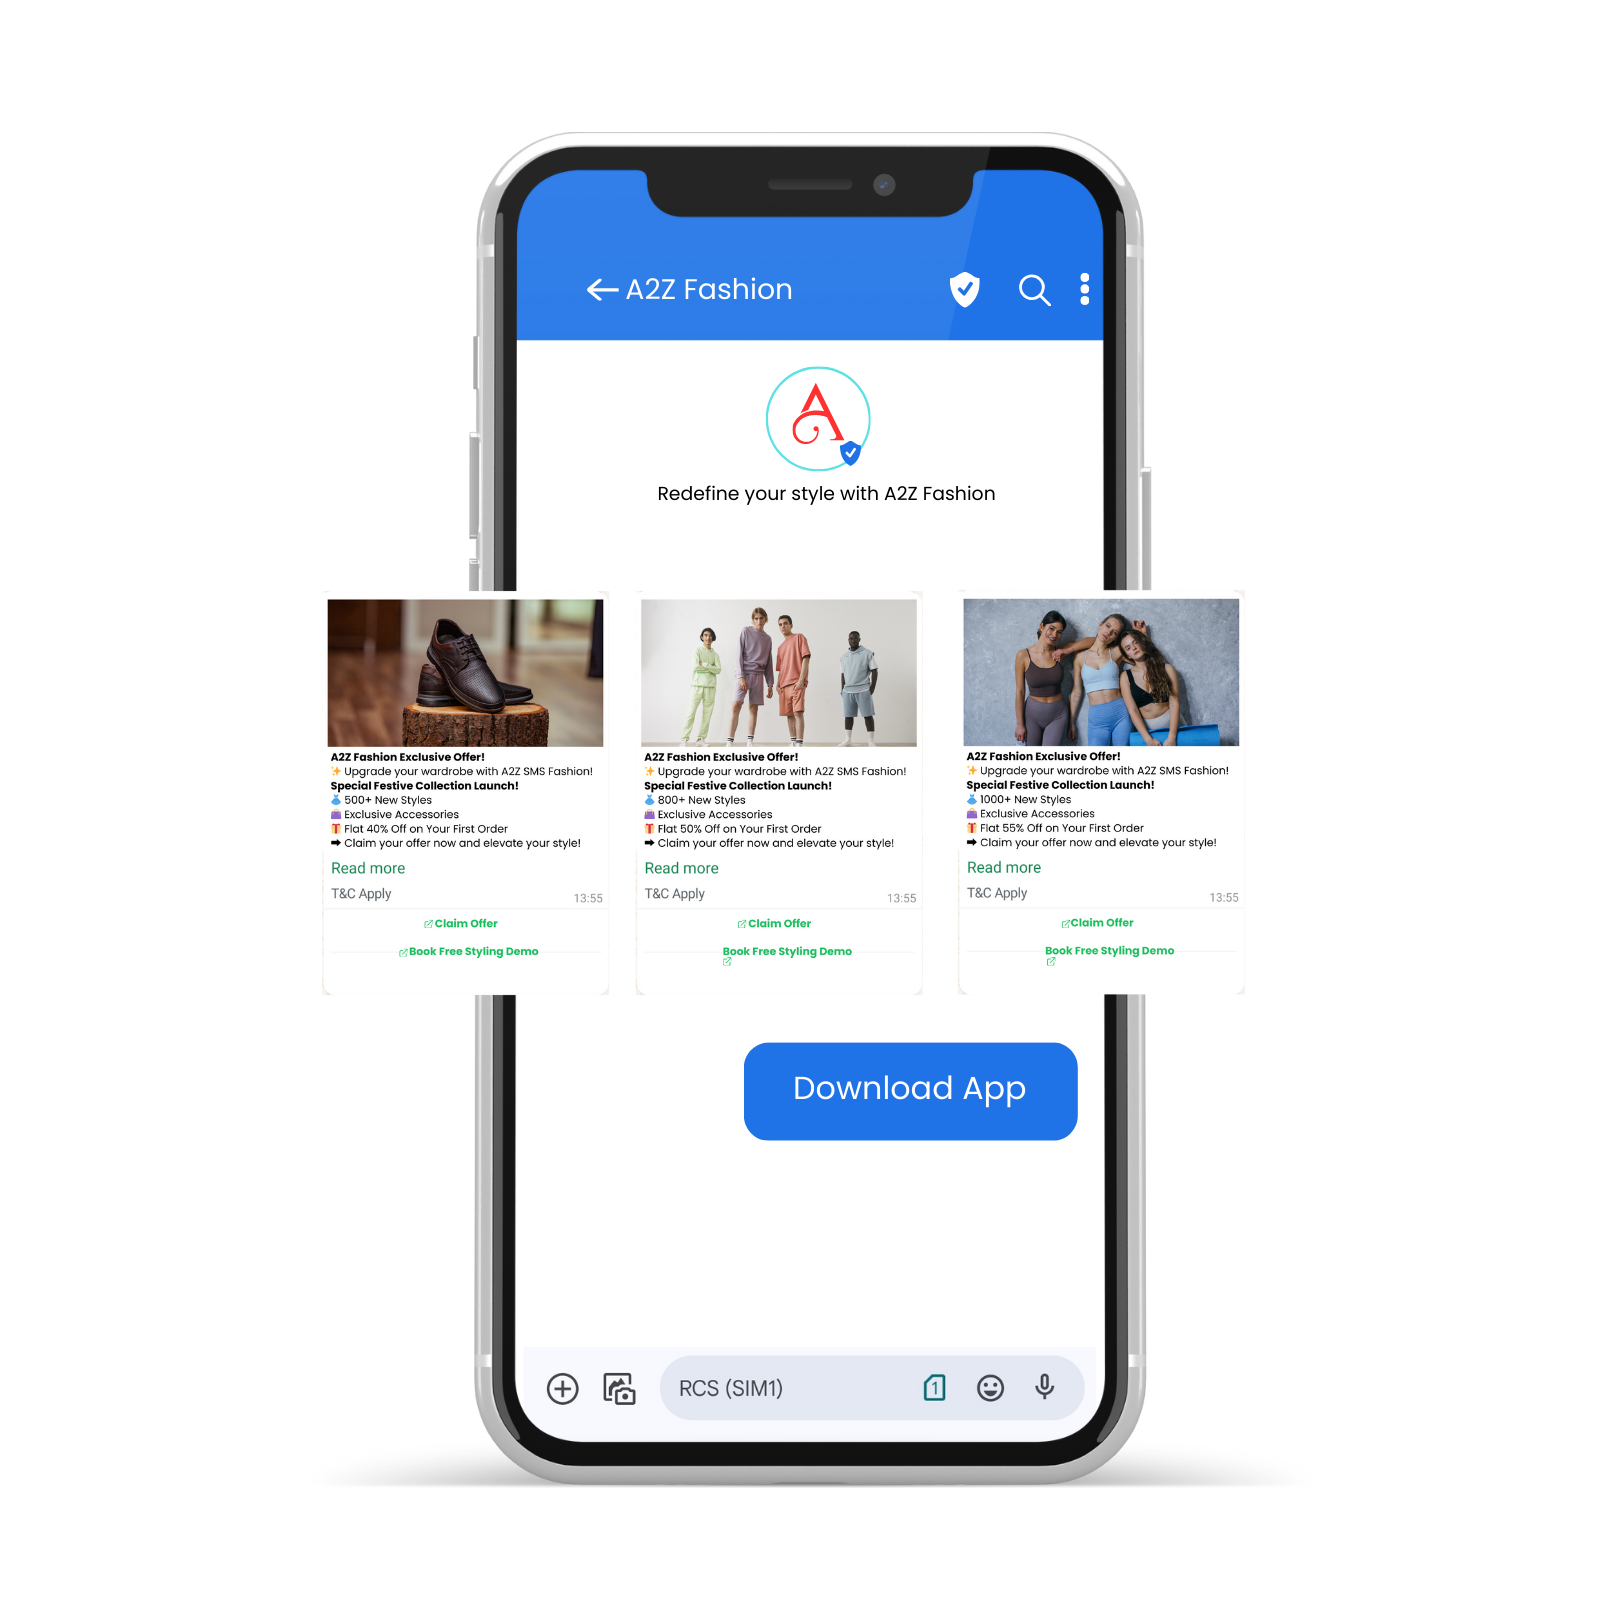 A2Z Fashion
A
Redefine your style with A2Z Fashion
A2Z Fashion Exclusive Offer!
✨ Upgrade your wardrobe with A2Z SMS Fashion!
Special Festive Collection Launch!
👗 500+ New Styles
👜 Exclusive Accessories
🎁 Flat 40% Off on Your First Order
➡ Claim your offer now and elevate your style!
Read more
T&C Apply
13:55
Claim Offer
Book Free Styling Demo
A2Z Fashion Exclusive Offer!
✨ Upgrade your wardrobe with A2Z SMS Fashion!
Special Festive Collection Launch!
👗 800+ New Styles
👜 Exclusive Accessories
🎁 Flat 50% Off on Your First Order
➡ Claim your offer now and elevate your style!
Read more
T&C Apply
13:55
Claim Offer
Book Free Styling Demo
A2Z Fashion Exclusive Offer!
✨ Upgrade your wardrobe with A2Z SMS Fashion!
Special Festive Collection Launch!
👗 1000+ New Styles
👜 Exclusive Accessories
🎁 Flat 55% Off on Your First Order
➡ Claim your offer now and elevate your style!
Read more
T&C Apply
13:55
Claim Offer
Book Free Styling Demo
Download App
RCS (SIM1)
1